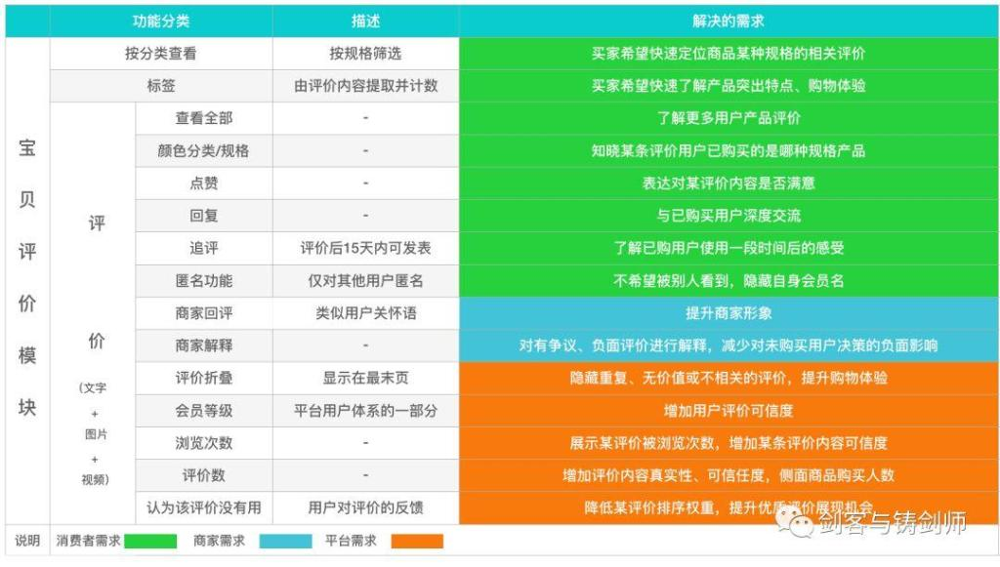 功能分类 描述 解决的需求
宝贝评价模块
按分类查看 按规格筛选 买家希望快速定位商品某种规格的相关评价
标签 由评价内容提取并计数 买家希望快速了解产品突出特点、购物体验
评价
(文字
+
图片
+
视频)
查看全部 - 了解更多用户产品评价
颜色分类/规格 - 知晓某条评价用户已购买的是哪种规格产品
点赞 - 表达对某评价内容是否满意
回复 - 与已购买用户深度交流
追评 评价后15天内可发表 了解已购用户使用一段时间后的感受
匿名功能 仅对其他用户匿名 不希望被别人看到，隐藏自身会员名
商家回评 类似用户关怀语 提升商家形象
商家解释 - 对有争议、负面评价进行解释，减少对未购买用户决策的负面影响
评价折叠 显示在最末页 隐藏重复、无价值或不相关的评价，提升购物体验
会员等级 平台用户体系的一部分 增加用户评价可信度
浏览次数 - 展示某评价被浏览次数，增加某条评价内容可信度
评价数 - 增加评价内容真实性、可信任度，侧面商品购买人数
认为该评价没有用 用户对评价的反馈 降低某评价排序权重，提升优质评价展现机会
说明 消费者需求 商家需求 平台需求
剑客与铸剑师